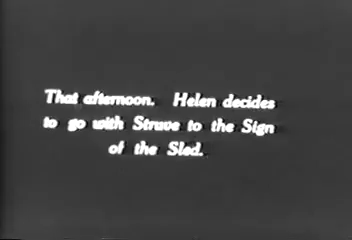 That afternoon. Helen decides
to go with Struve to the Sign
of the Sled.